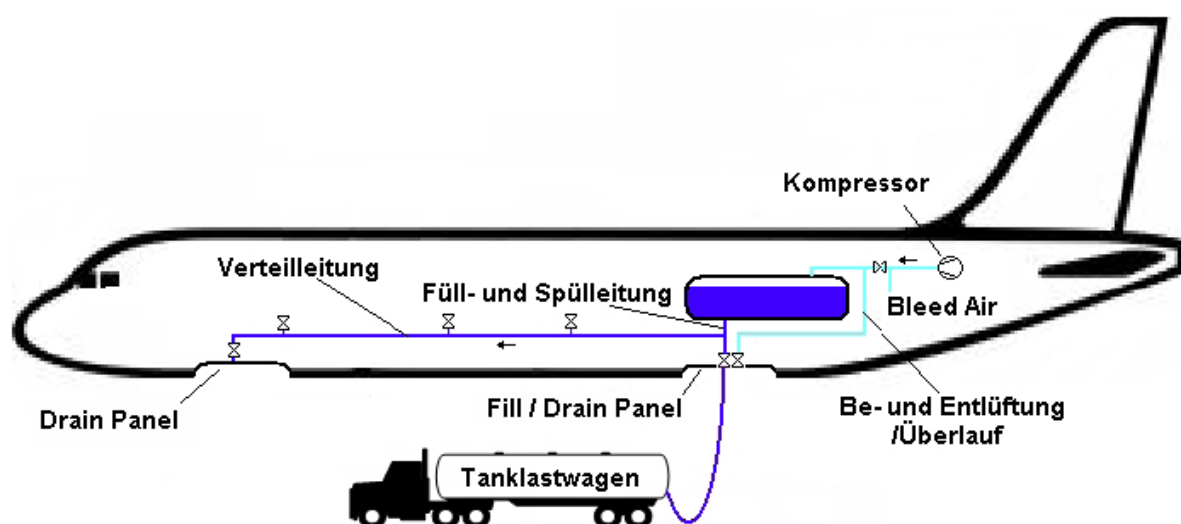 Kompressor
Verteilleitung
Füll- und Spülleitung
Bleed Air
Drain Panel
Fill / Drain Panel
Be- und Entlüftung
/Überlauf
Tanklastwagen